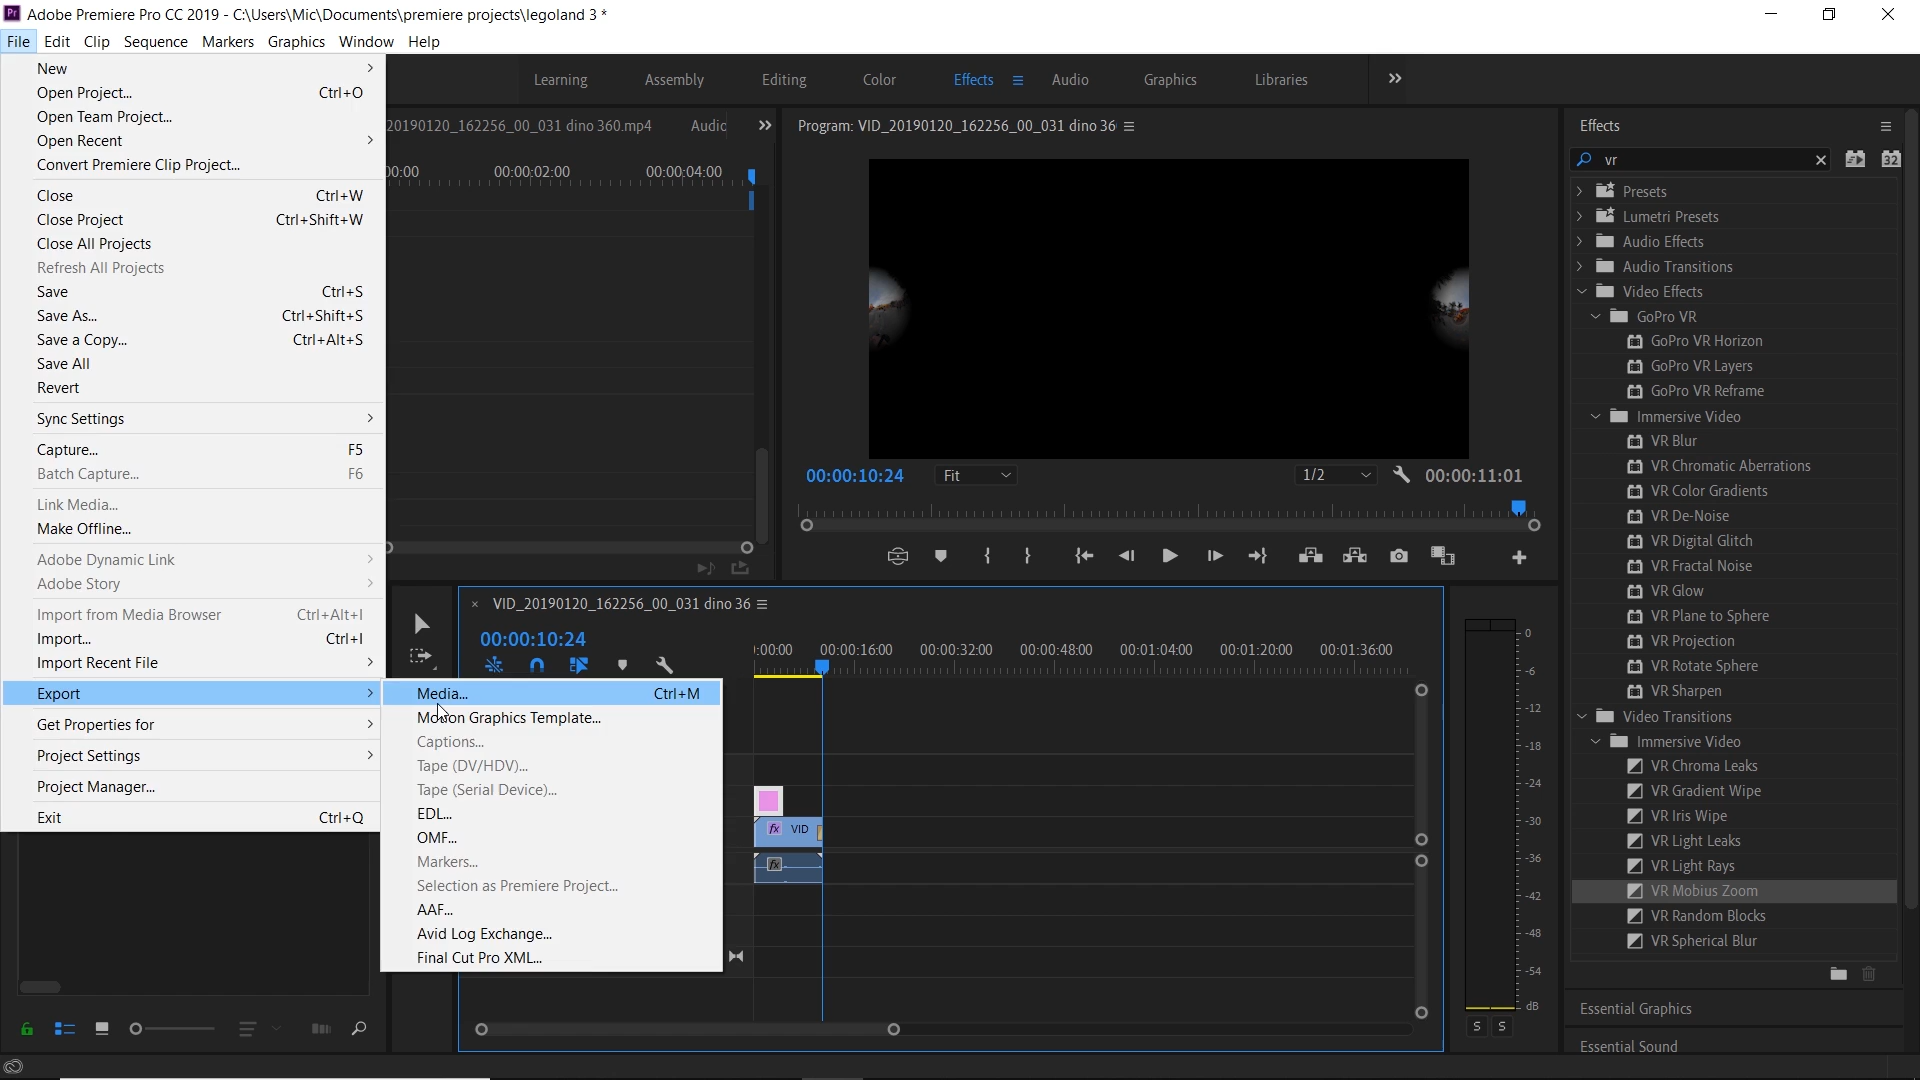 Pr Adobe Premiere Pro CC 2019 - C:\Users\Mic\Documents\premiere projects\legoland 3 *
File Edit Clip Sequence Markers Graphics Window Help
Learning Assembly Editing Color Effects Audio Graphics Libraries
New
Open Project... Ctrl+O
Open Team Project...
Open Recent
Convert Premiere Clip Project...
Close Ctrl+W
Close Project Ctrl+Shift+W
Close All Projects
Refresh All Projects
Save Ctrl+S
Save As... Ctrl+Shift+S
Save a Copy... Ctrl+Alt+S
Save All
Revert
Sync Settings
Capture... F5
Batch Capture... F6
Link Media...
Make Offline...
Adobe Dynamic Link
Adobe Story
Import from Media Browser Ctrl+Alt+I
Import... Ctrl+I
Import Recent File
Export
Get Properties for
Project Settings
Project Manager...
Exit Ctrl+Q
Media... Ctrl+M
Motion Graphics Template...
Captions...
Tape (DV/HDV)...
Tape (Serial Device)...
EDL...
OMF...
Markers...
Selection as Premiere Project...
AAF...
Avid Log Exchange...
Final Cut Pro XML...
20190120_162256_00_031 dino 360.mp4 Audio
00:00 00:00:02:00 00:00:04:00
Program: VID_20190120_162256_00_031 dino 36
00:00:10:24 Fit 1/2 00:00:11:01
VID_20190120_162256_00_031 dino 36
00:00:10:24
:00:00 00:00:16:00 00:00:32:00 00:00:48:00 00:01:04:00 00:01:20:00 00:01:36:00
fx VID
fx
0
-6
-12
-18
-24
-30
-36
-42
-48
-54
dB
S S
Effects
vr 32
Presets
Lumetri Presets
Audio Effects
Audio Transitions
Video Effects
GoPro VR
GoPro VR Horizon
GoPro VR Layers
GoPro VR Reframe
Immersive Video
VR Blur
VR Chromatic Aberrations
VR Color Gradients
VR De-Noise
VR Digital Glitch
VR Fractal Noise
VR Glow
VR Plane to Sphere
VR Projection
VR Rotate Sphere
VR Sharpen
Video Transitions
Immersive Video
VR Chroma Leaks
VR Gradient Wipe
VR Iris Wipe
VR Light Leaks
VR Light Rays
VR Mobius Zoom
VR Random Blocks
VR Spherical Blur
Essential Graphics
Essential Sound